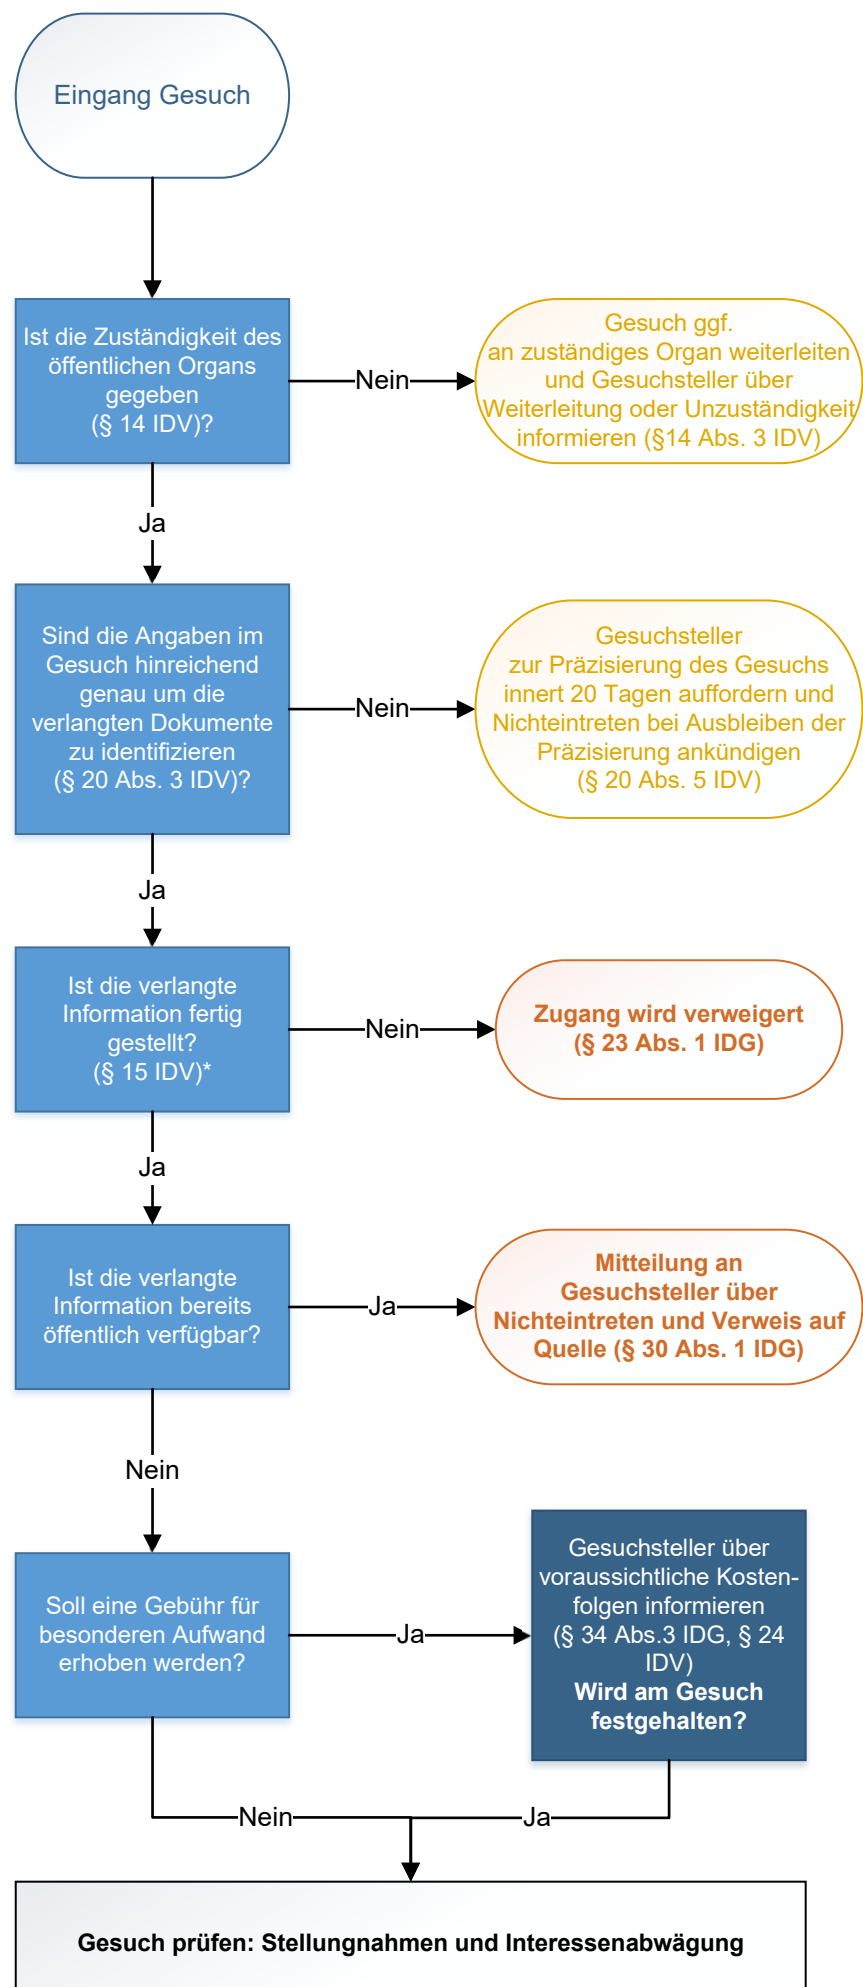 Eingang Gesuch
Ist die Zuständigkeit des
öffentlichen Organs
gegeben
(§ 14 IDV)?
Nein
Gesuch ggf.
an zuständiges Organ weiterleiten
und Gesuchsteller über
Weiterleitung oder Unzuständigkeit
informieren (§14 Abs. 3 IDV)
Ja
Sind die Angaben im
Gesuch hinreichend
genau um die
verlangten Dokumente
zu identifizieren
(§ 20 Abs. 3 IDV)?
Nein
Gesuchsteller
zur Präzisierung des Gesuchs
innert 20 Tagen auffordern und
Nichteintreten bei Ausbleiben der
Präzisierung ankündigen
(§ 20 Abs. 5 IDV)
Ja
Ist die verlangte
Information fertig
gestellt?
(§ 15 IDV)*
Nein
Zugang wird verweigert
(§ 23 Abs. 1 IDG)
Ja
Ist die verlangte
Information bereits
öffentlich verfügbar?
Ja
Mitteilung an
Gesuchsteller über
Nichteintreten und Verweis auf
Quelle (§ 30 Abs. 1 IDG)
Nein
Soll eine Gebühr für
besonderen Aufwand
erhoben werden?
Ja
Gesuchsteller über
voraussichtliche Kosten-
folgen informieren
(§ 34 Abs.3 IDG, § 24
IDV)
Wird am Gesuch
festgehalten?
Nein
Ja
Gesuch prüfen: Stellungnahmen und Interessenabwägung